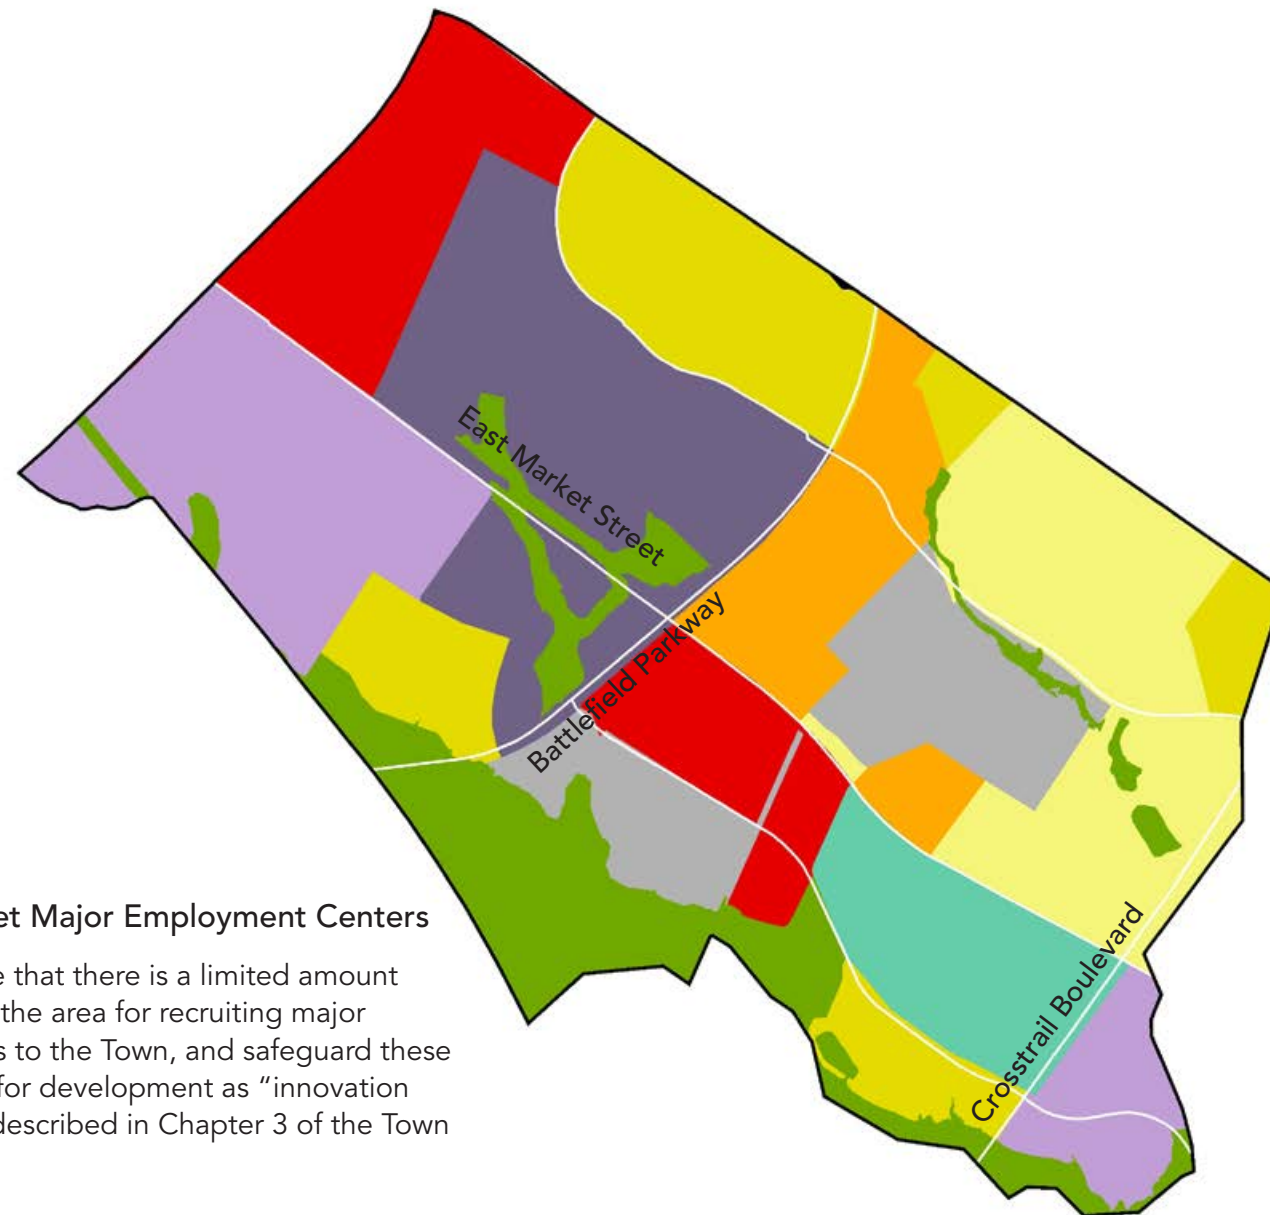 East Market Street
Battlefield Parkway
Crosstrail Boulevard
et Major Employment Centers
e that there is a limited amount
the area for recruiting major
s to the Town, and safeguard these
for development as “innovation
described in Chapter 3 of the Town